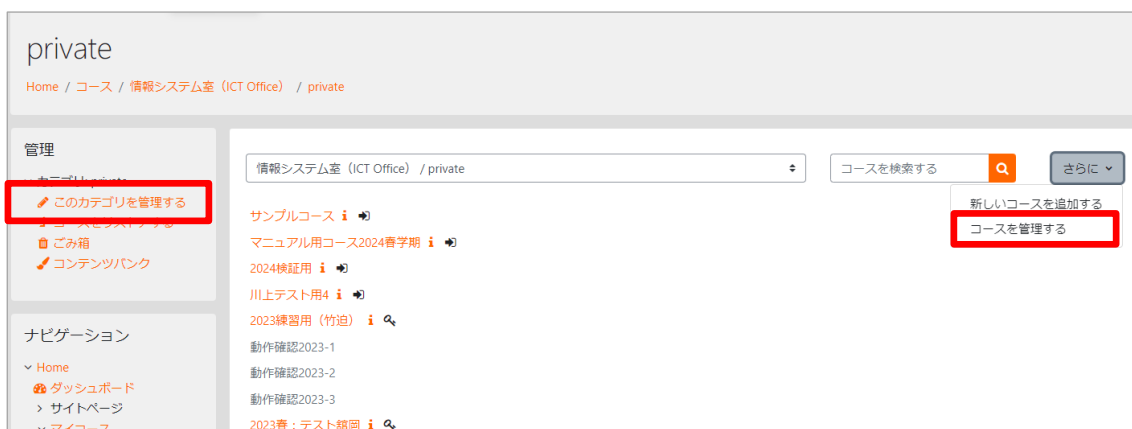 private
Home / コース / 情報システム室（ICT Office） / private
管理
このカテゴリを管理する
ごみ箱
コンテンツバンク
ナビゲーション
Home
ダッシュボード
サイトページ
マイコース
情報システム室（ICT Office） / private
コースを検索する
さらに
新しいコースを追加する
コースを管理する
サンプルコース
マニュアル用コース2024春学期
2024検証用
川上テスト用4
2023練習用（竹迫）
動作確認2023-1
動作確認2023-2
動作確認2023-3
2023春：テスト舘岡